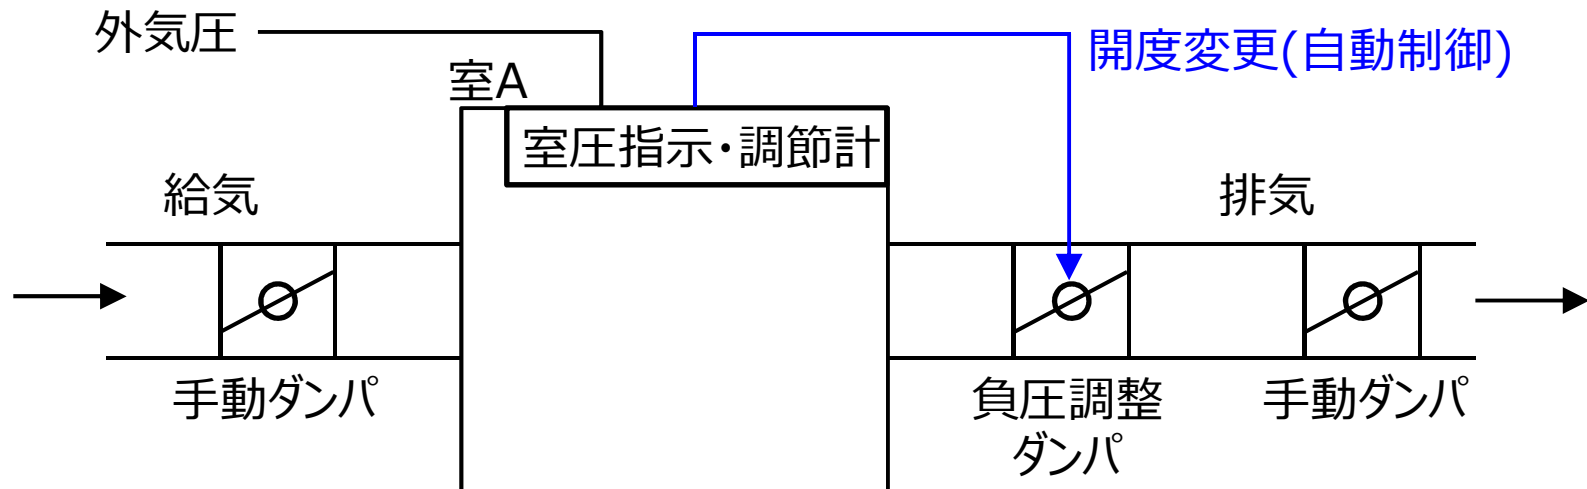 外気圧
開度変更(自動制御)
室A
室圧指示・調節計
給気
排気
手動ダンパ
負圧調整
ダンパ
手動ダンパ